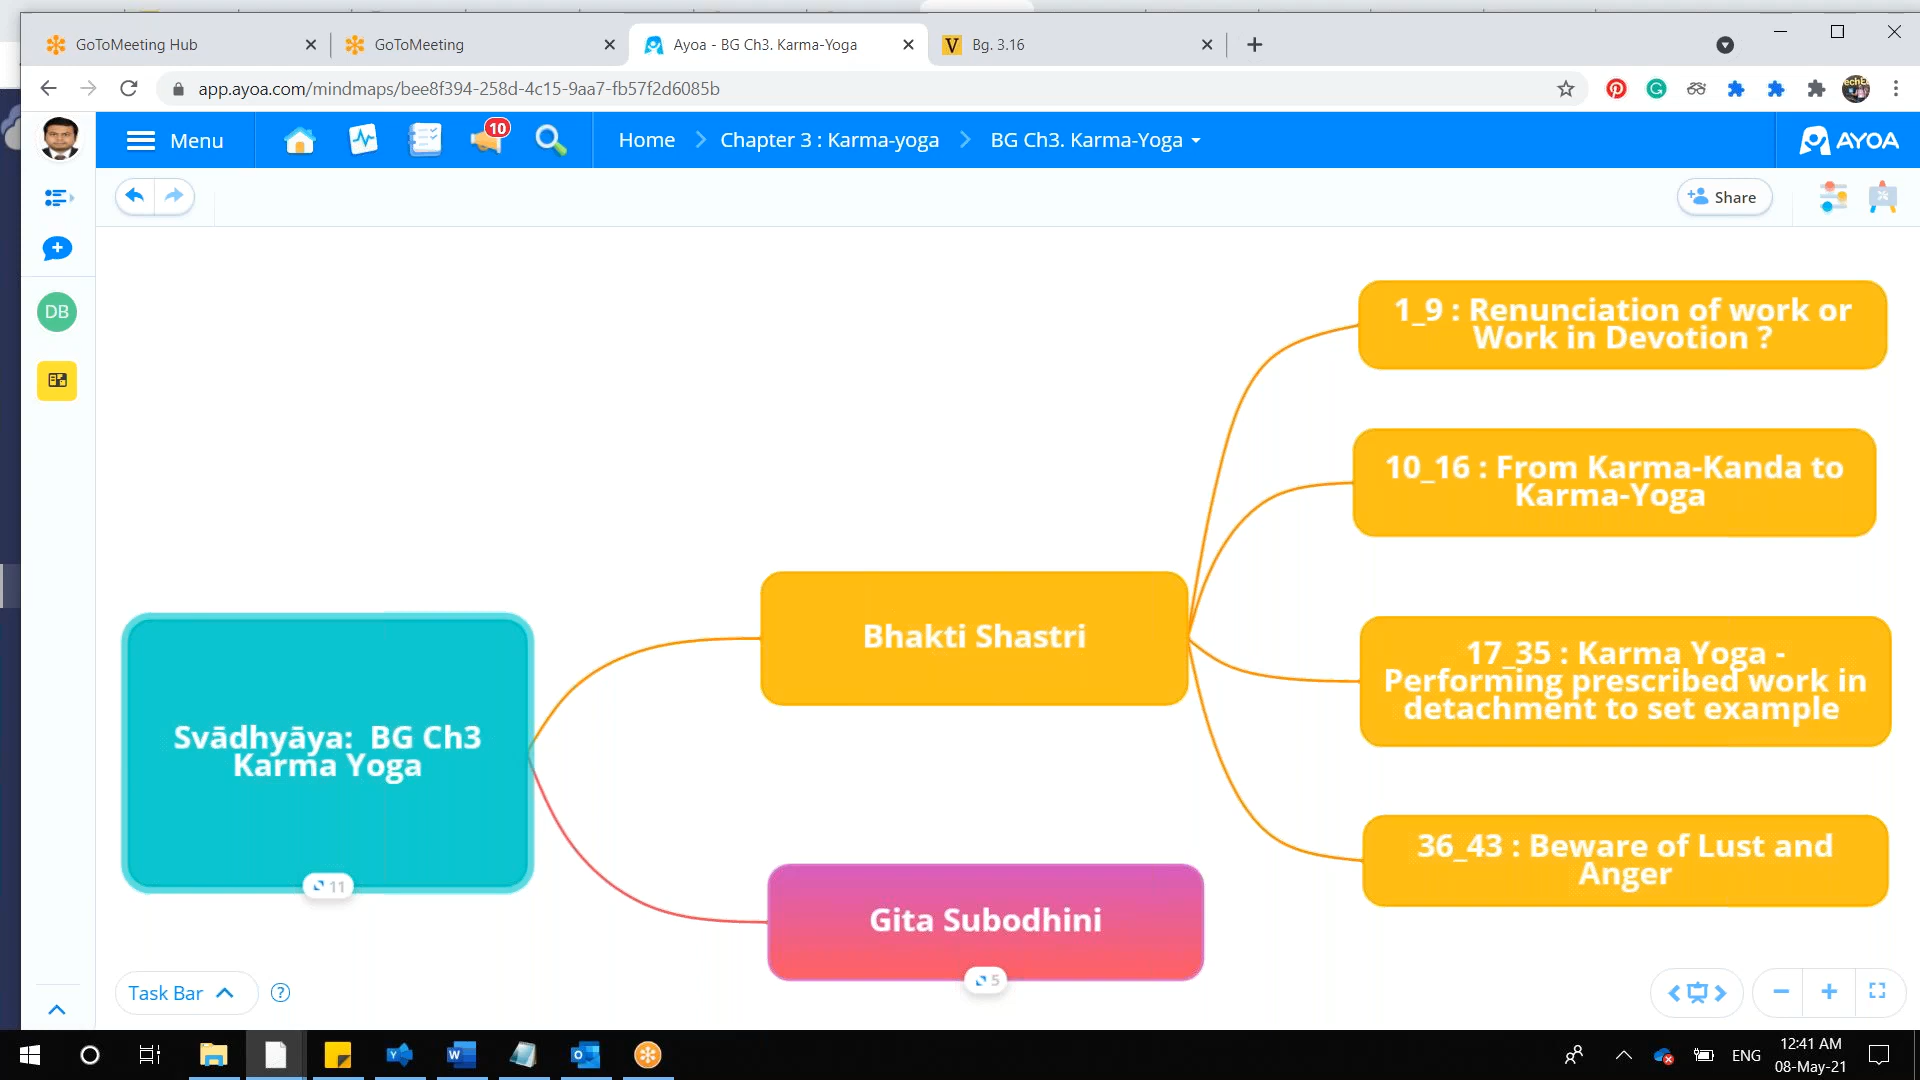 GoToMeeting Hub
GoToMeeting
Ayoa - BG Ch3. Karma-Yoga
V Bg. 3.16
app.ayoa.com/mindmaps/bee8f394-258d-4c15-9aa7-fb57f2d6085b
Menu
10
Home
Chapter 3 : Karma-yoga
BG Ch3. Karma-Yoga
AYOA
Share
DB
1_9 : Renunciation of work or
Work in Devotion ?
10_16 : From Karma-Kanda to
Karma-Yoga
Bhakti Shastri
17_35 : Karma Yoga -
Performing prescribed work in
detachment to set example
Svādhyāya:  BG Ch3
Karma Yoga
11
36_43 : Beware of Lust and
Anger
Gita Subodhini
5
Task Bar
?
ENG
12:41 AM
08-May-21